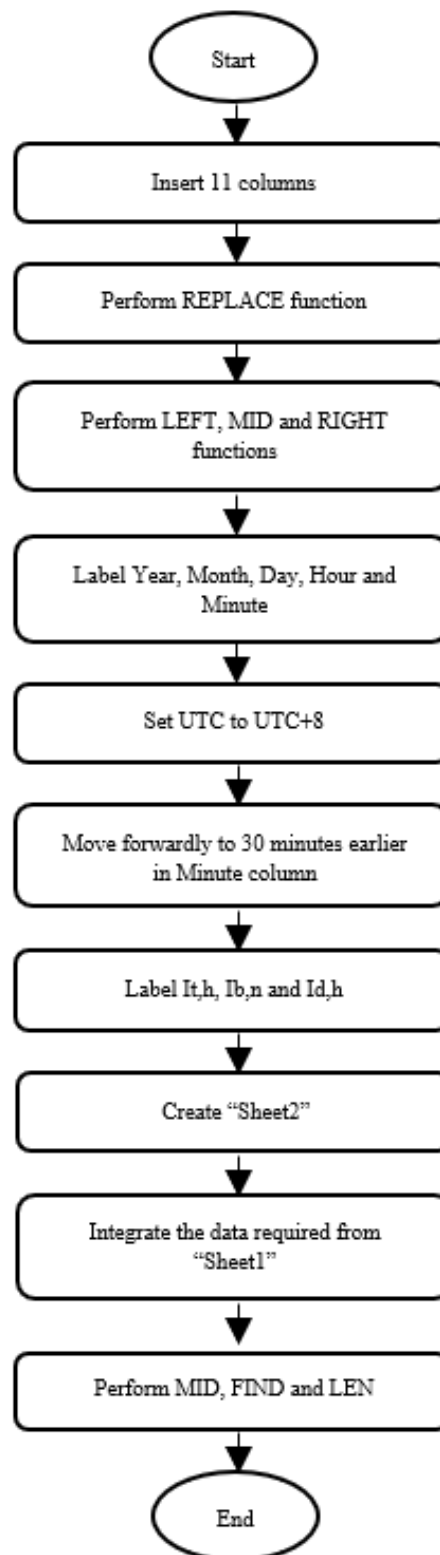 Start
Insert 11 columns
Perform REPLACE function
Perform LEFT, MID and RIGHT
functions
Label Year, Month, Day, Hour and
Minute
Set UTC to UTC+8
Move forwardly to 30 minutes earlier
in Minute column
Label It,h, Ib,n and Id,h
Create “Sheet2”
Integrate the data required from
“Sheet1”
Perform MID, FIND and LEN
End